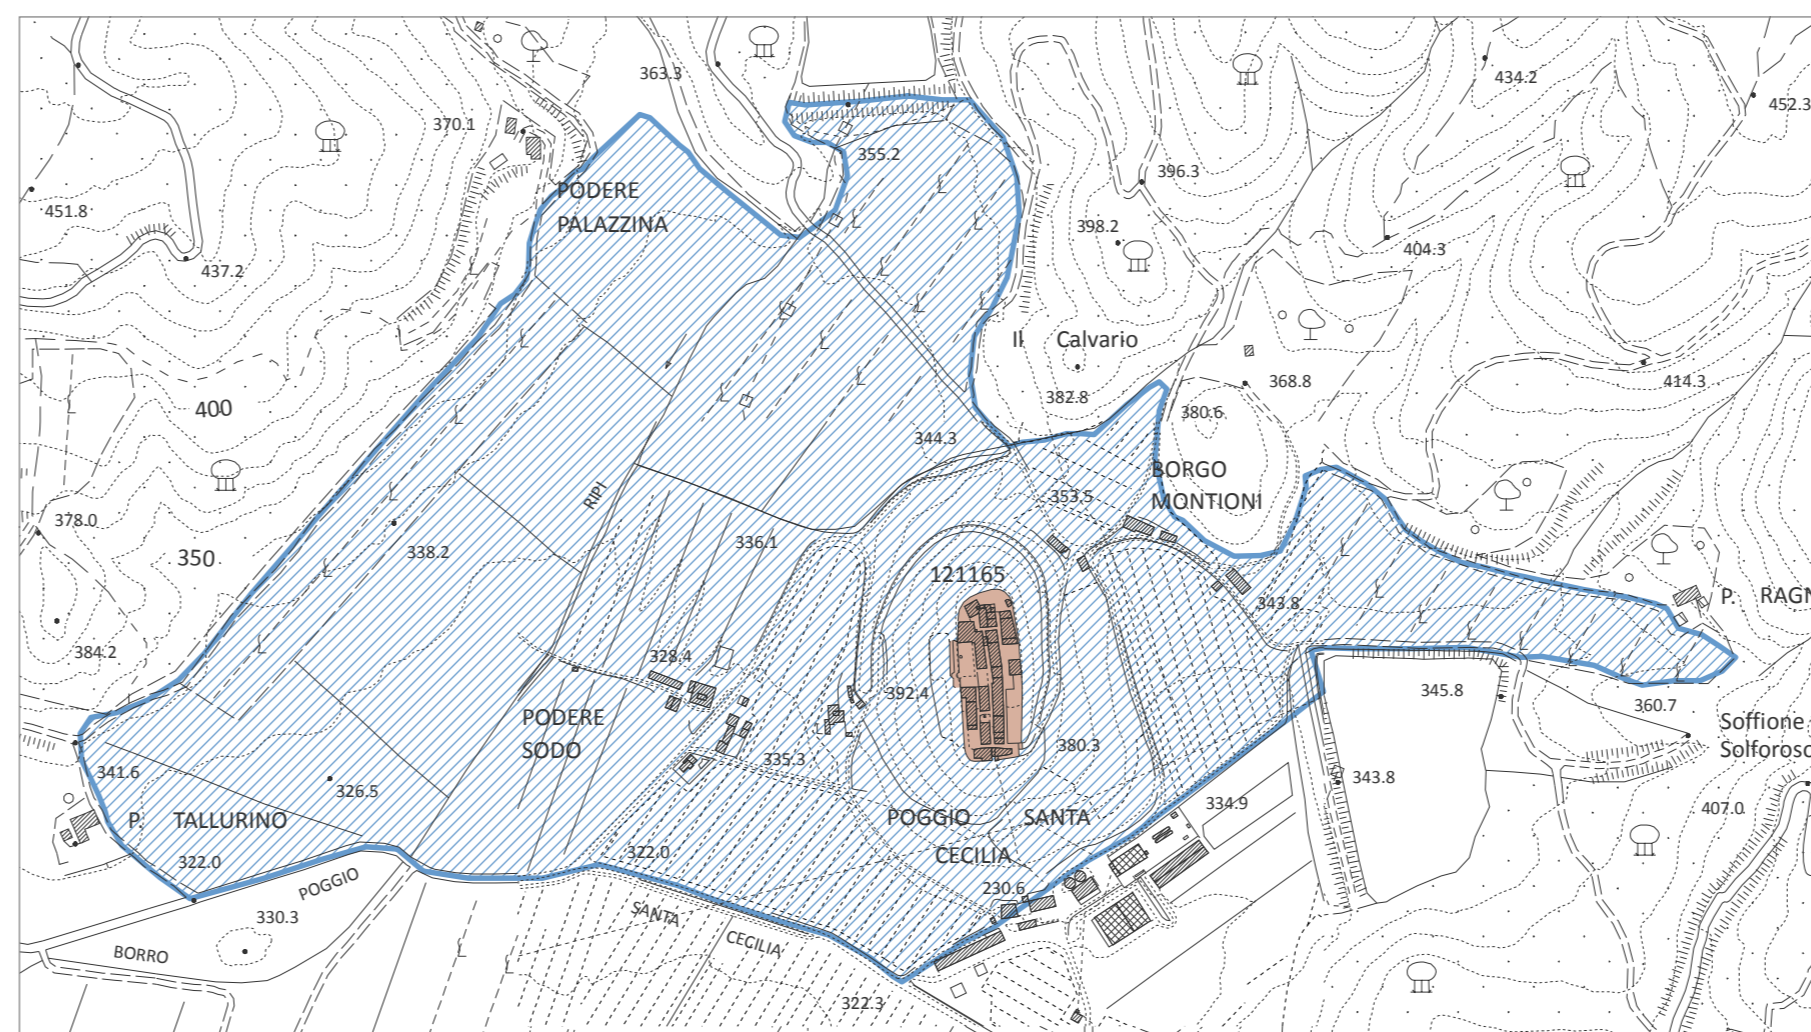 363.3
434.2
452.3
370.1
355.2
396.3
451.8
PODERE
PALAZZINA
398.2
404.3
437.2
Il Calvario
400
382.8
380.6
368.8
414.3
344.3
BORGO
MONTIONI
353.5
RIPI
378.0
350
338.2
336.1
121165
343.8
P. RAGN
384.2
328.4
392.4
345.8
360.7
PODERE
SODO
335.3
380.3
Soffione
Solforoso
341.6
326.5
343.8
334.9
407.0
P. TALLURINO
POGGIO SANTA
CECILIA
322.0
322.0
230.6
POGGIO
330.3
SANTA
CECILIA
BORRO
322.3